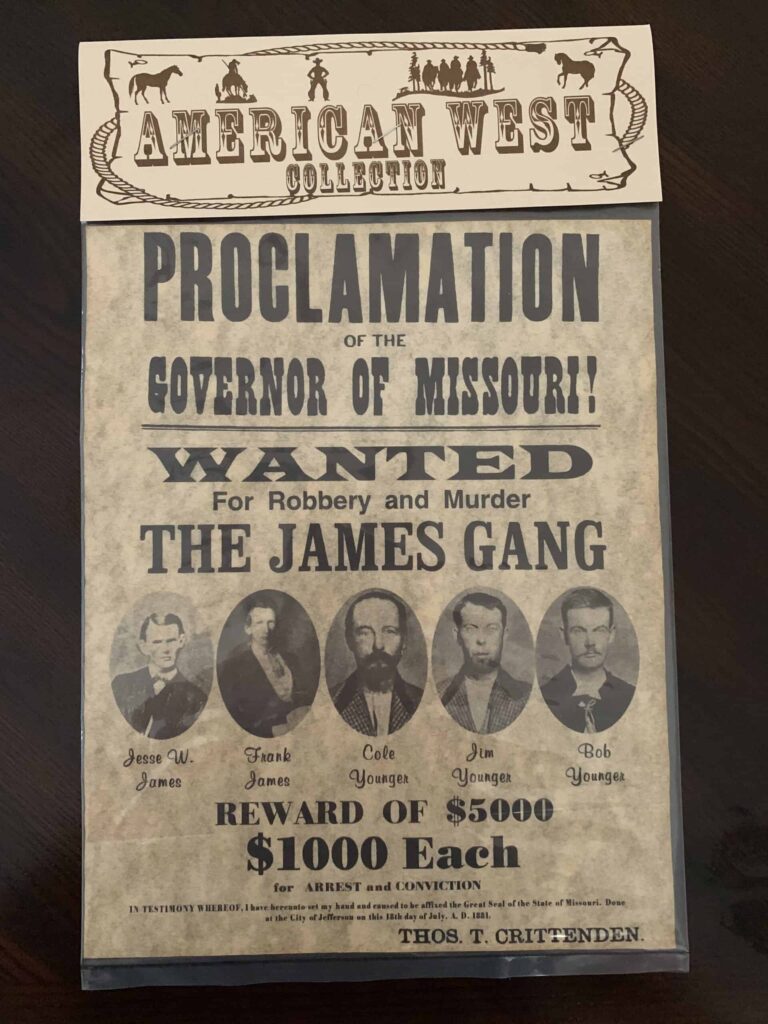 AMERICAN WEST
COLLECTION
PROCLAMATION
OF THE
GOVERNOR OF MISSOURI!
WANTED
For Robbery and Murder
THE JAMES GANG
Jesse W. James
Frank James
Cole Younger
Jim Younger
Bob Younger
REWARD OF $5000
$1000 Each
for ARREST and CONVICTION
IN TESTIMONY WHEREOF, I have hereunto set my hand and caused to be affixed the Great Seal of the State of Missouri. Done
at the City of Jefferson on this 18th day of July, A. D. 1881.
THOS. T. CRITTENDEN.